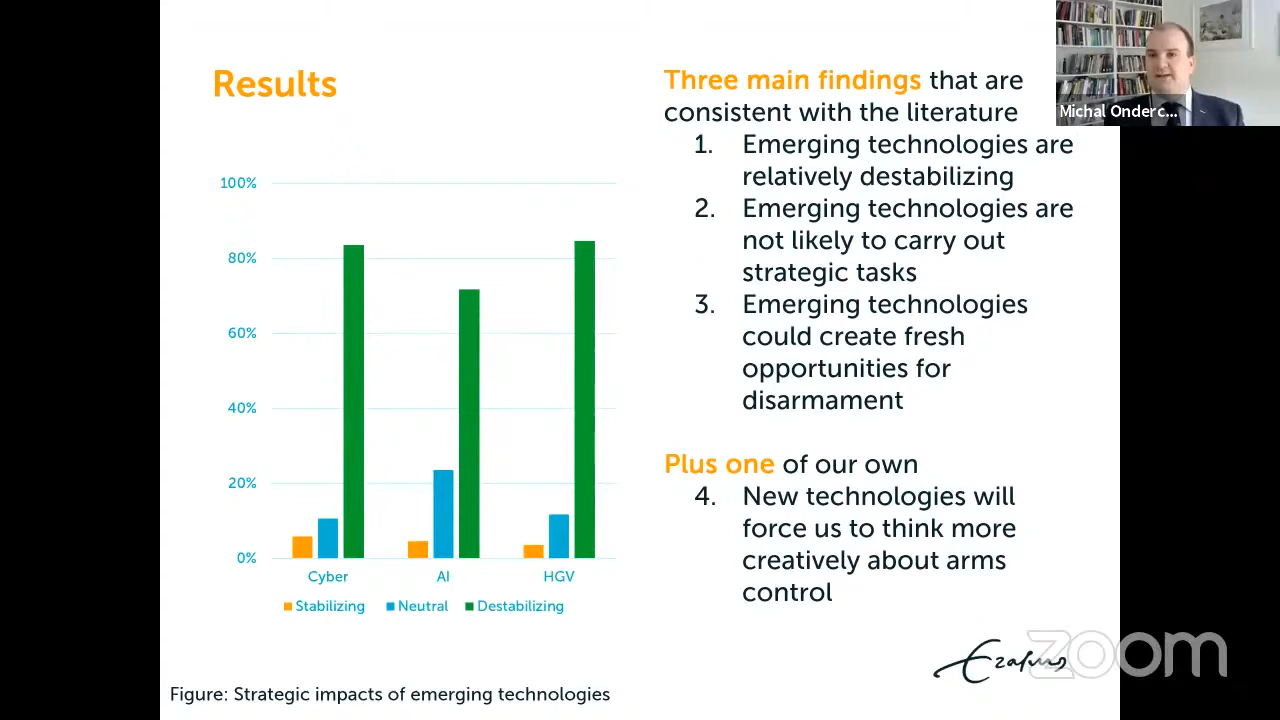 Results
100%
80%
60%
40%
20%
0%
Cyber AI HGV
Stabilizing Neutral Destabilizing
Figure: Strategic impacts of emerging technologies
Three main findings that are
consistent with the literature
1. Emerging technologies are
relatively destabilizing
2. Emerging technologies are
not likely to carry out
strategic tasks
3. Emerging technologies
could create fresh
opportunities for
disarmament
Plus one of our own
4. New technologies will
force us to think more
creatively about arms
control
Erasmus
zoom
Michal Onderc...